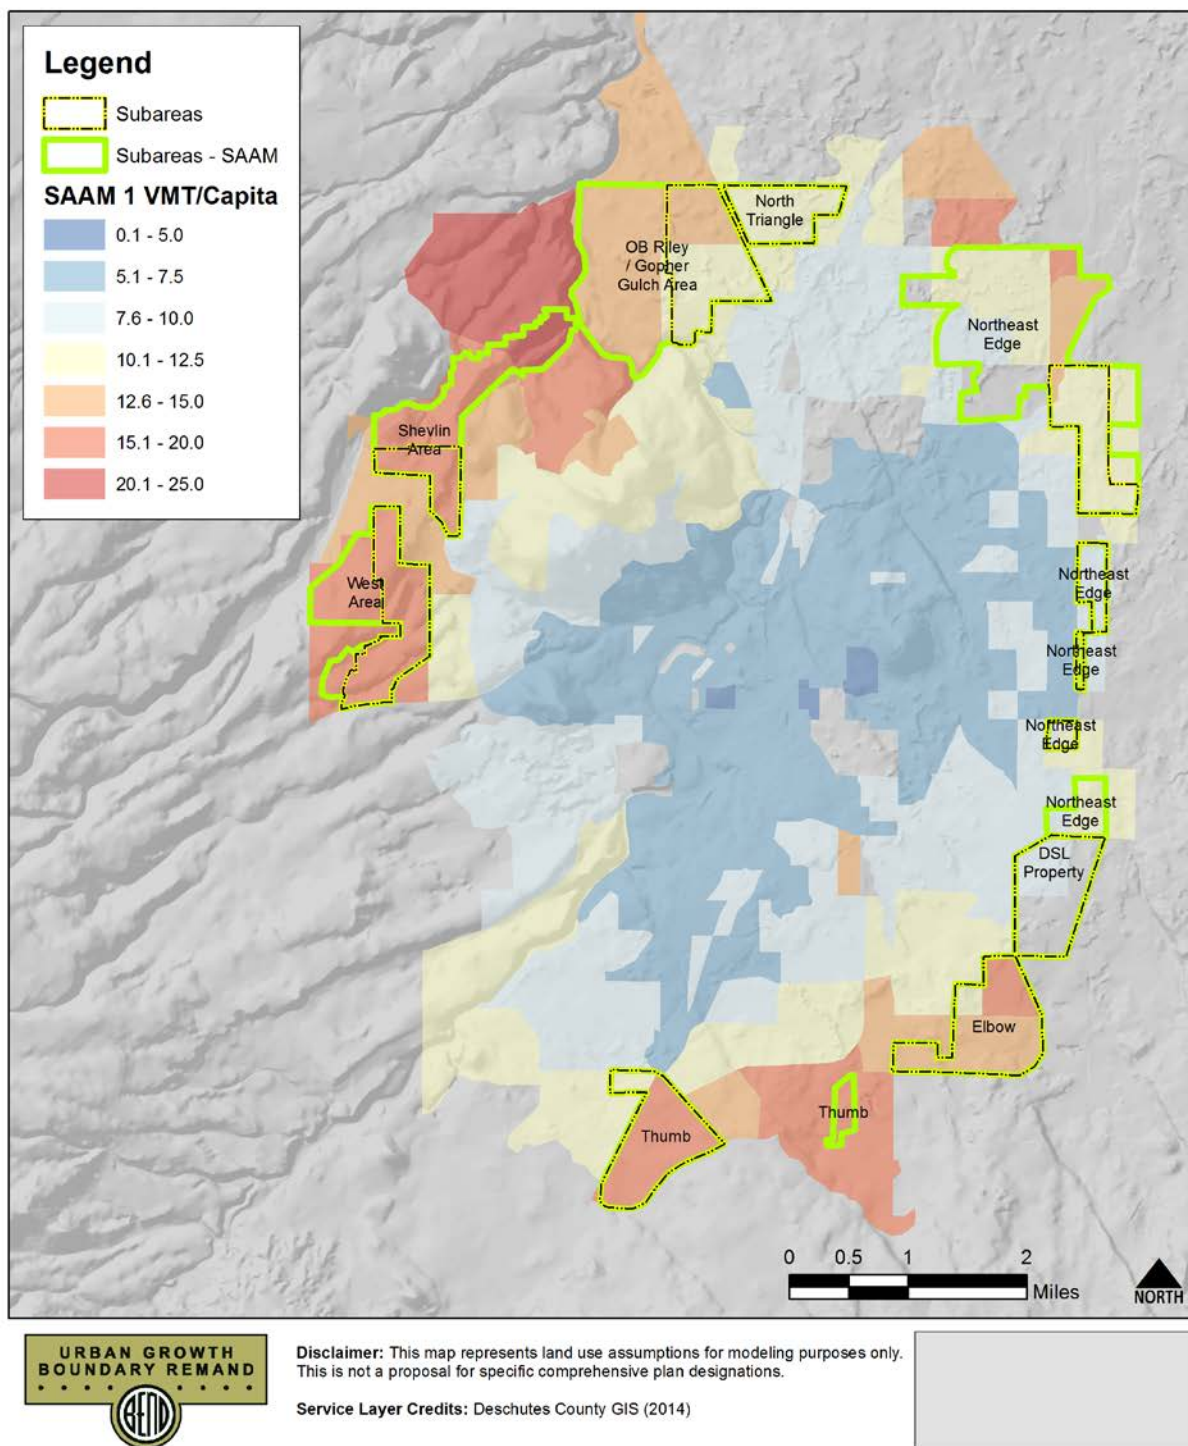 Legend
Subareas
Subareas - SAAM
SAAM 1 VMT/Capita
0.1 - 5.0
5.1 - 7.5
7.6 - 10.0
10.1 - 12.5
12.6 - 15.0
15.1 - 20.0
20.1 - 25.0
North
Triangle
OB Riley
/ Gopher
Gulch Area
Northeast
Edge
Shevlin
Area
West
Area
Northeast
Edge
Northeast
Edge
Northeast
Edge
Northeast
Edge
DSL
Property
Elbow
Thumb
Thumb
0 0.5 1 2
Miles
NORTH
URBAN GROWTH
BOUNDARY REMAND
BEND
Disclaimer: This map represents land use assumptions for modeling purposes only.
This is not a proposal for specific comprehensive plan designations.
Service Layer Credits: Deschutes County GIS (2014)